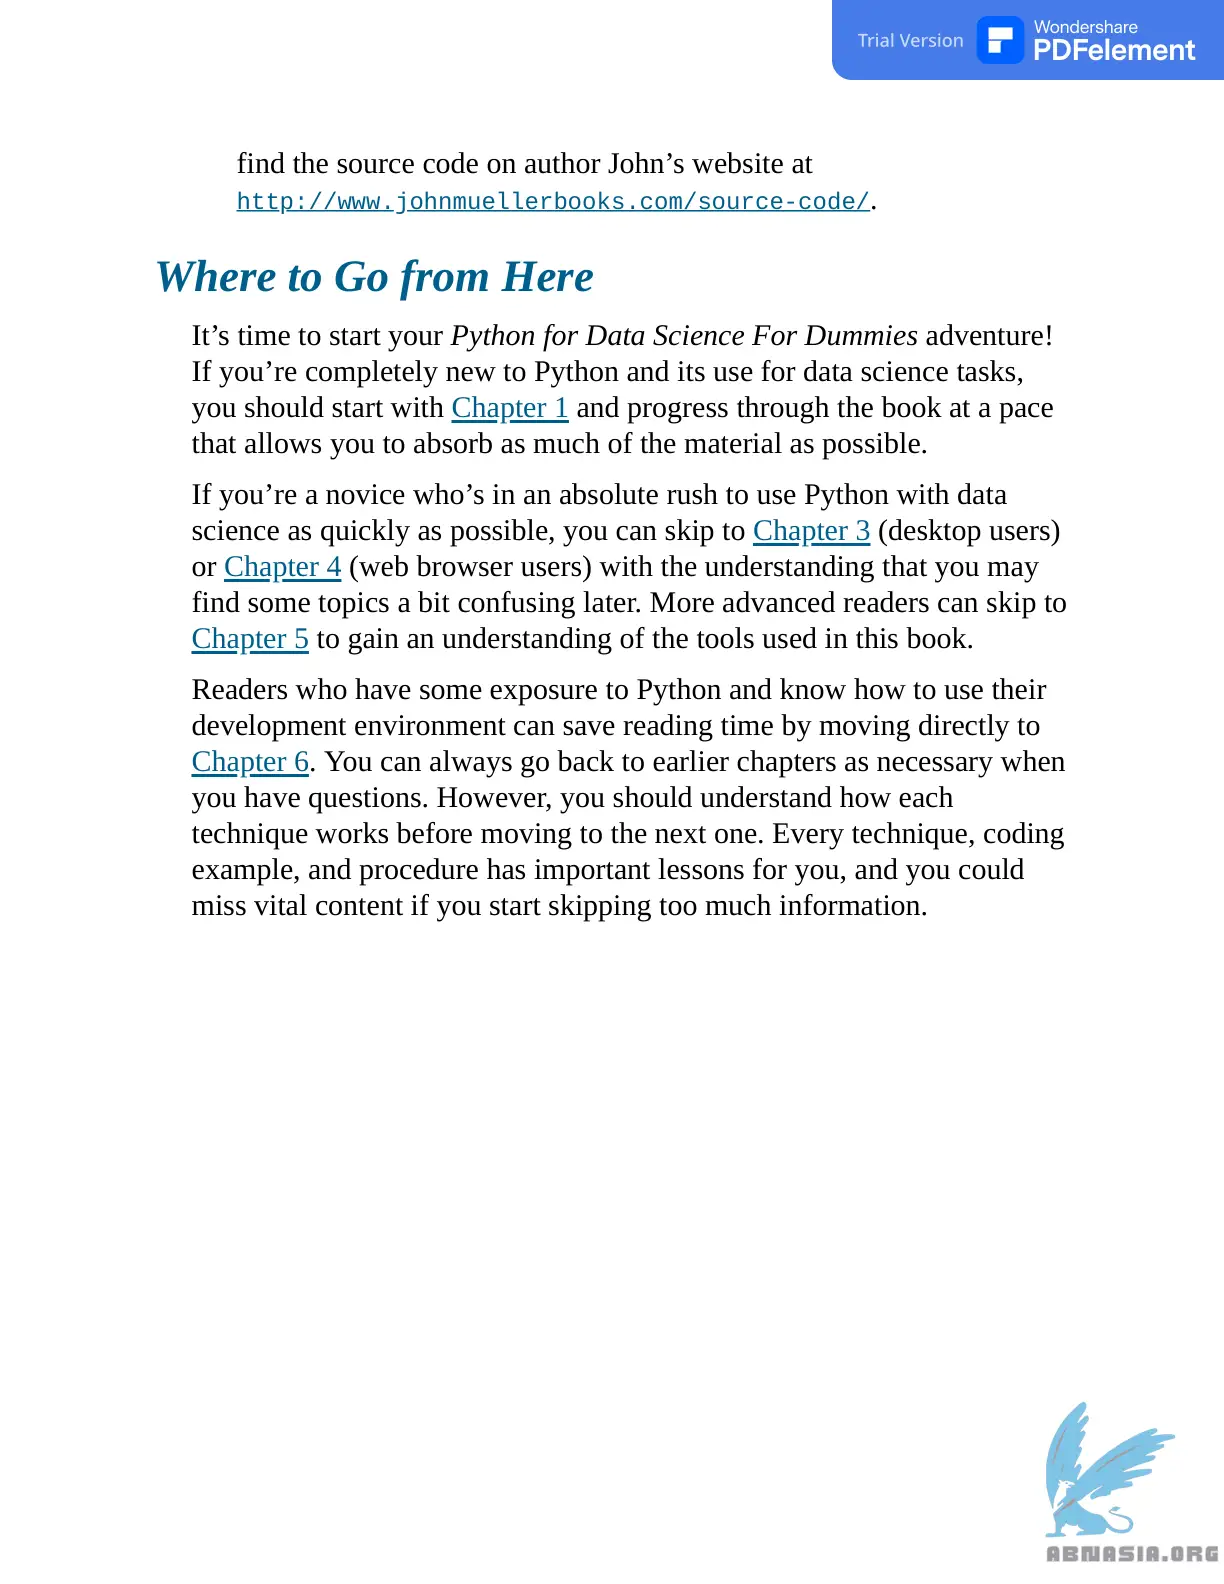 Trial Version
Wondershare
PDFelement
find the source code on author John’s website at
http://www.johnmuellerbooks.com/source-code/.
Where to Go from Here
It’s time to start your Python for Data Science For Dummies adventure!
If you’re completely new to Python and its use for data science tasks,
you should start with Chapter 1 and progress through the book at a pace
that allows you to absorb as much of the material as possible.
If you’re a novice who’s in an absolute rush to use Python with data
science as quickly as possible, you can skip to Chapter 3 (desktop users)
or Chapter 4 (web browser users) with the understanding that you may
find some topics a bit confusing later. More advanced readers can skip to
Chapter 5 to gain an understanding of the tools used in this book.
Readers who have some exposure to Python and know how to use their
development environment can save reading time by moving directly to
Chapter 6. You can always go back to earlier chapters as necessary when
you have questions. However, you should understand how each
technique works before moving to the next one. Every technique, coding
example, and procedure has important lessons for you, and you could
miss vital content if you start skipping too much information.
ABNASIA.ORG